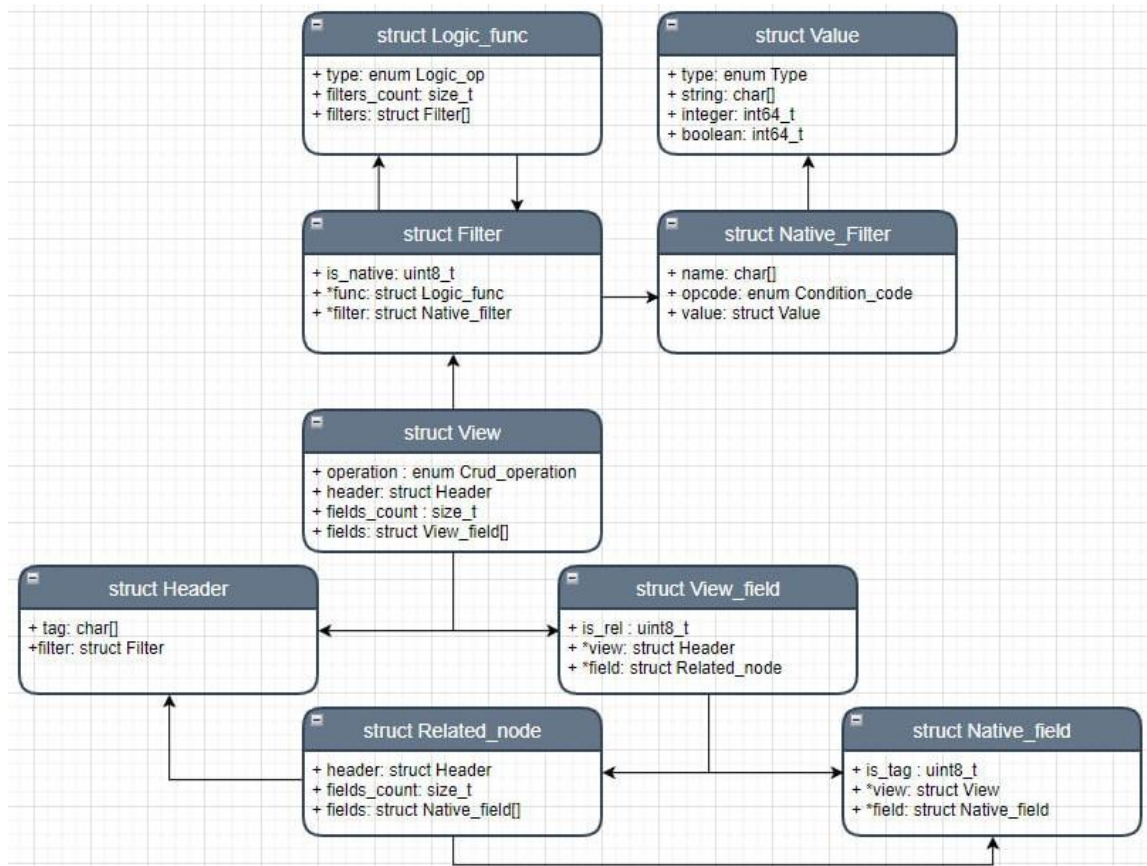 struct Logic_func
+ type: enum Logic_op
+ filters_count: size_t
+ filters: struct Filter[]
struct Value
+ type: enum Type
+ string: char[]
+ integer: int64_t
+ boolean: int64_t
struct Filter
+ is_native: uint8_t
+ *func: struct Logic_func
+ *filter: struct Native_filter
struct Native_Filter
+ name: char[]
+ opcode: enum Condition_code
+ value: struct Value
struct View
+ operation : enum Crud_operation
+ header: struct Header
+ fields_count : size_t
+ fields: struct View_field[]
struct Header
+ tag: char[]
+filter: struct Filter
struct View_field
+ is_rel : uint8_t
+ *view: struct Header
+ *field: struct Related_node
struct Related_node
+ header: struct Header
+ fields_count: size_t
+ fields: struct Native_field[]
struct Native_field
+ is_tag : uint8_t
+ *view: struct View
+ *field: struct Native_field